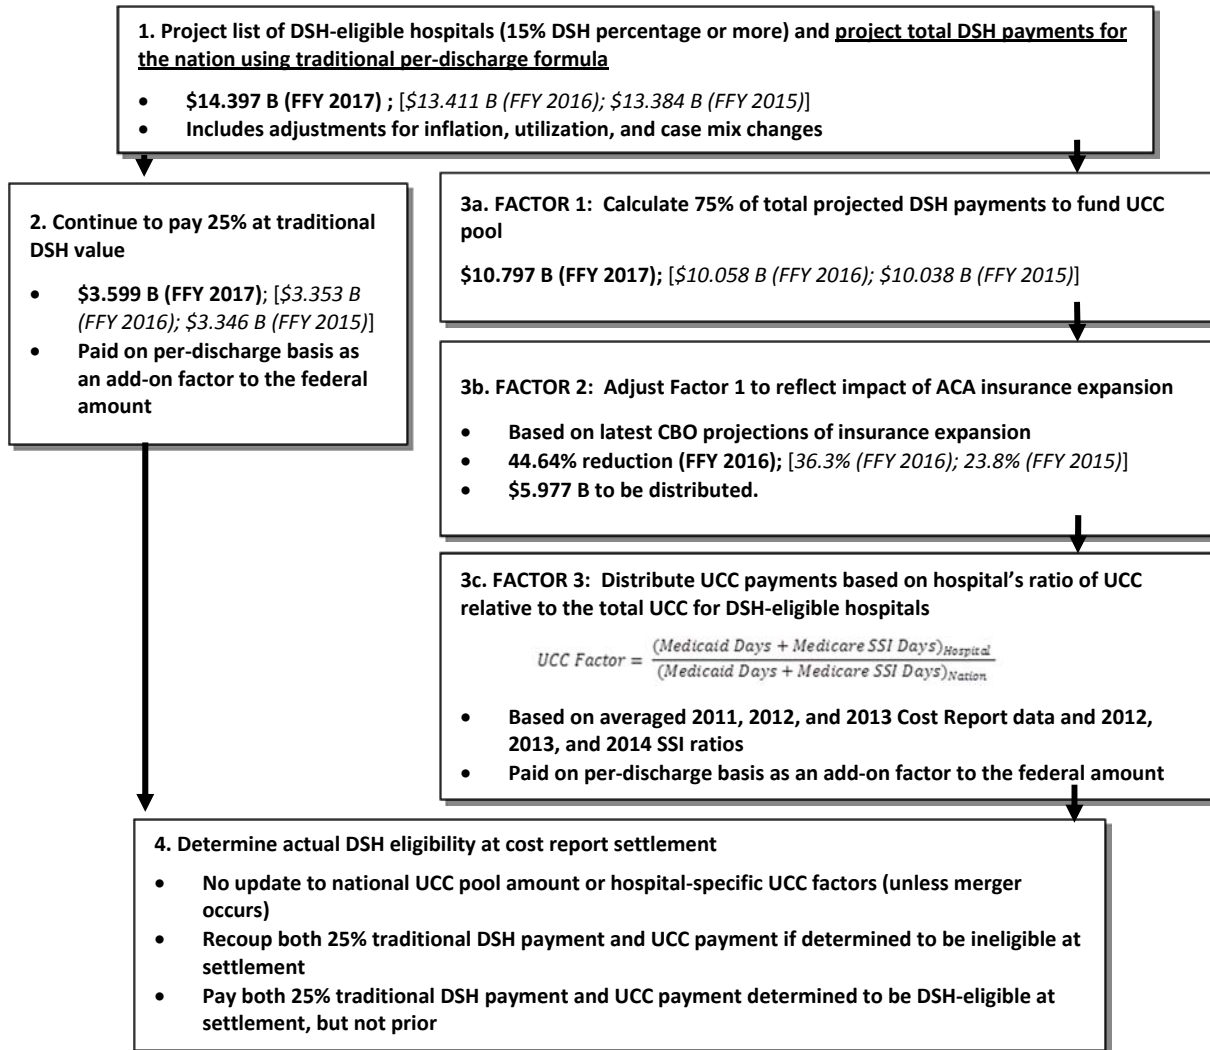 1. Project list of DSH-eligible hospitals (15% DSH percentage or more) and project total DSH payments for
the nation using traditional per-discharge formula
• $14.397 B (FFY 2017) ; [$13.411 B (FFY 2016); $13.384 B (FFY 2015)]
• Includes adjustments for inflation, utilization, and case mix changes
2. Continue to pay 25% at traditional
DSH value
• $3.599 B (FFY 2017); [$3.353 B
(FFY 2016); $3.346 B (FFY 2015)]
• Paid on per-discharge basis as
an add-on factor to the federal
amount
3a. FACTOR 1: Calculate 75% of total projected DSH payments to fund UCC
pool
$10.797 B (FFY 2017); [$10.058 B (FFY 2016); $10.038 B (FFY 2015)]
3b. FACTOR 2: Adjust Factor 1 to reflect impact of ACA insurance expansion
• Based on latest CBO projections of insurance expansion
• 44.64% reduction (FFY 2016); [36.3% (FFY 2016); 23.8% (FFY 2015)]
• $5.977 B to be distributed.
3c. FACTOR 3: Distribute UCC payments based on hospital's ratio of UCC
relative to the total UCC for DSH-eligible hospitals
UCC Factor = (Medicaid Days + Medicare SSI Days)Hospital
(Medicaid Days + Medicare SSI Days)Nation
• Based on averaged 2011, 2012, and 2013 Cost Report data and 2012,
2013, and 2014 SSI ratios
• Paid on per-discharge basis as an add-on factor to the federal amount
4. Determine actual DSH eligibility at cost report settlement
• No update to national UCC pool amount or hospital-specific UCC factors (unless merger
occurs)
• Recoup both 25% traditional DSH payment and UCC payment if determined to be ineligible at
settlement
• Pay both 25% traditional DSH payment and UCC payment determined to be DSH-eligible at
settlement, but not prior